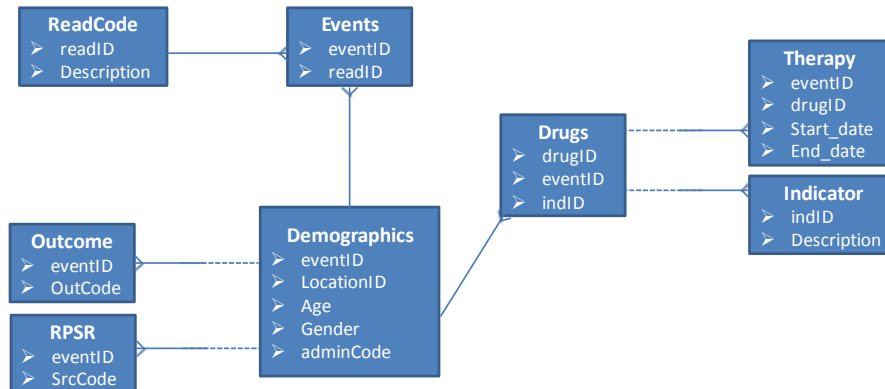 ReadCode
readID
Description
Events
eventID
readID
Therapy
eventID
drugID
Start_date
End_date
Drugs
drugID
eventID
indID
Indicator
indID
Description
Outcome
eventID
OutCode
Demographics
eventID
LocationID
Age
Gender
adminCode
RPSR
eventID
SrcCode